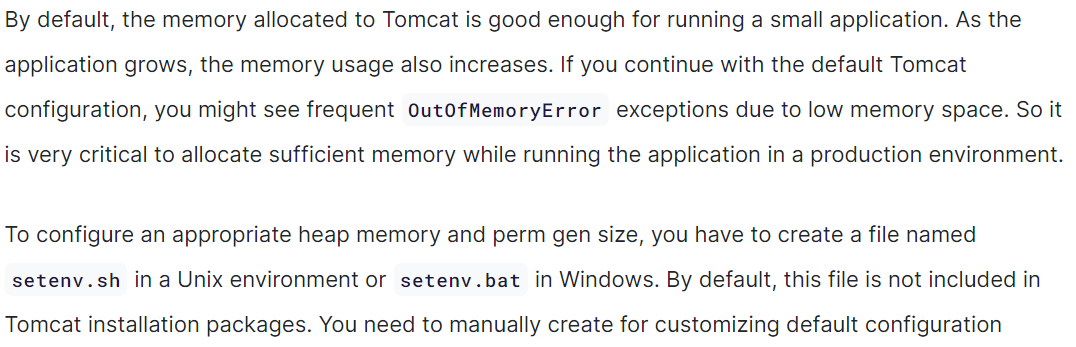 By default, the memory allocated to Tomcat is good enough for running a small application. As the
application grows, the memory usage also increases. If you continue with the default Tomcat
configuration, you might see frequent OutOfMemoryError exceptions due to low memory space. So it
is very critical to allocate sufficient memory while running the application in a production environment.
To configure an appropriate heap memory and perm gen size, you have to create a file named
setenv.sh in a Unix environment or setenv.bat in Windows. By default, this file is not included in
Tomcat installation packages. You need to manually create for customizing default configuration